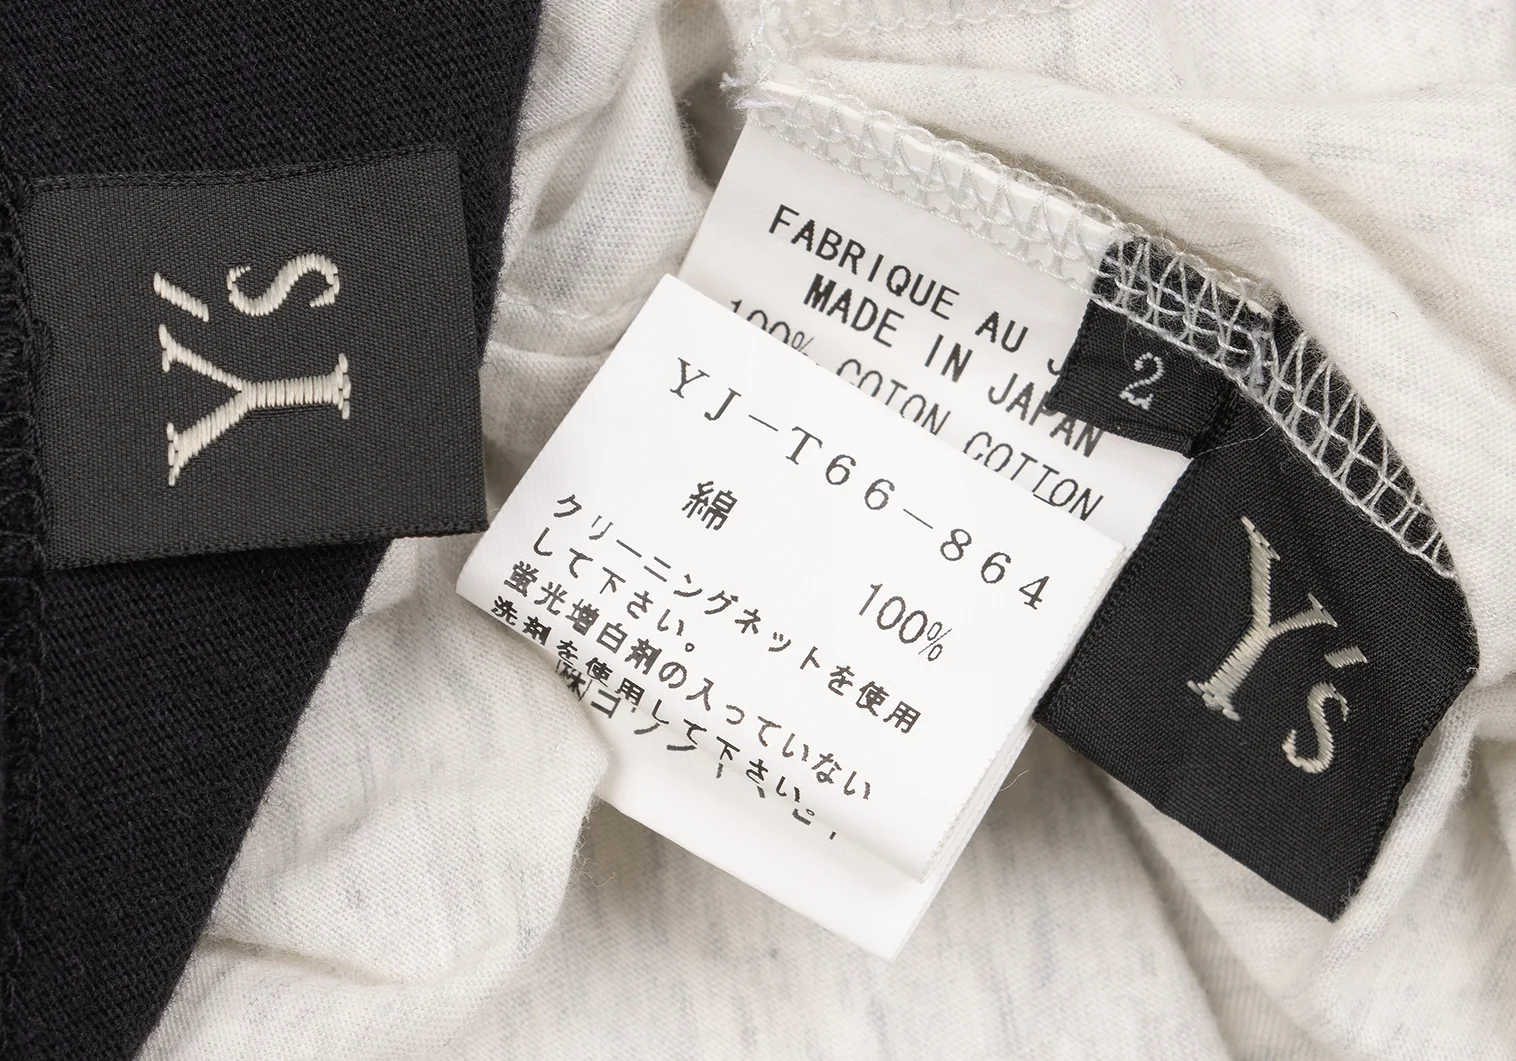 Y's
FABRIQUE AU J
MADE IN JAPAN
100% COTON COTTON
2
YJ-T66-864
綿 100%
クリーニングネットを使用
して下さい。
蛍光増白剤の入っていない
洗剤を使用して下さい。
Y's